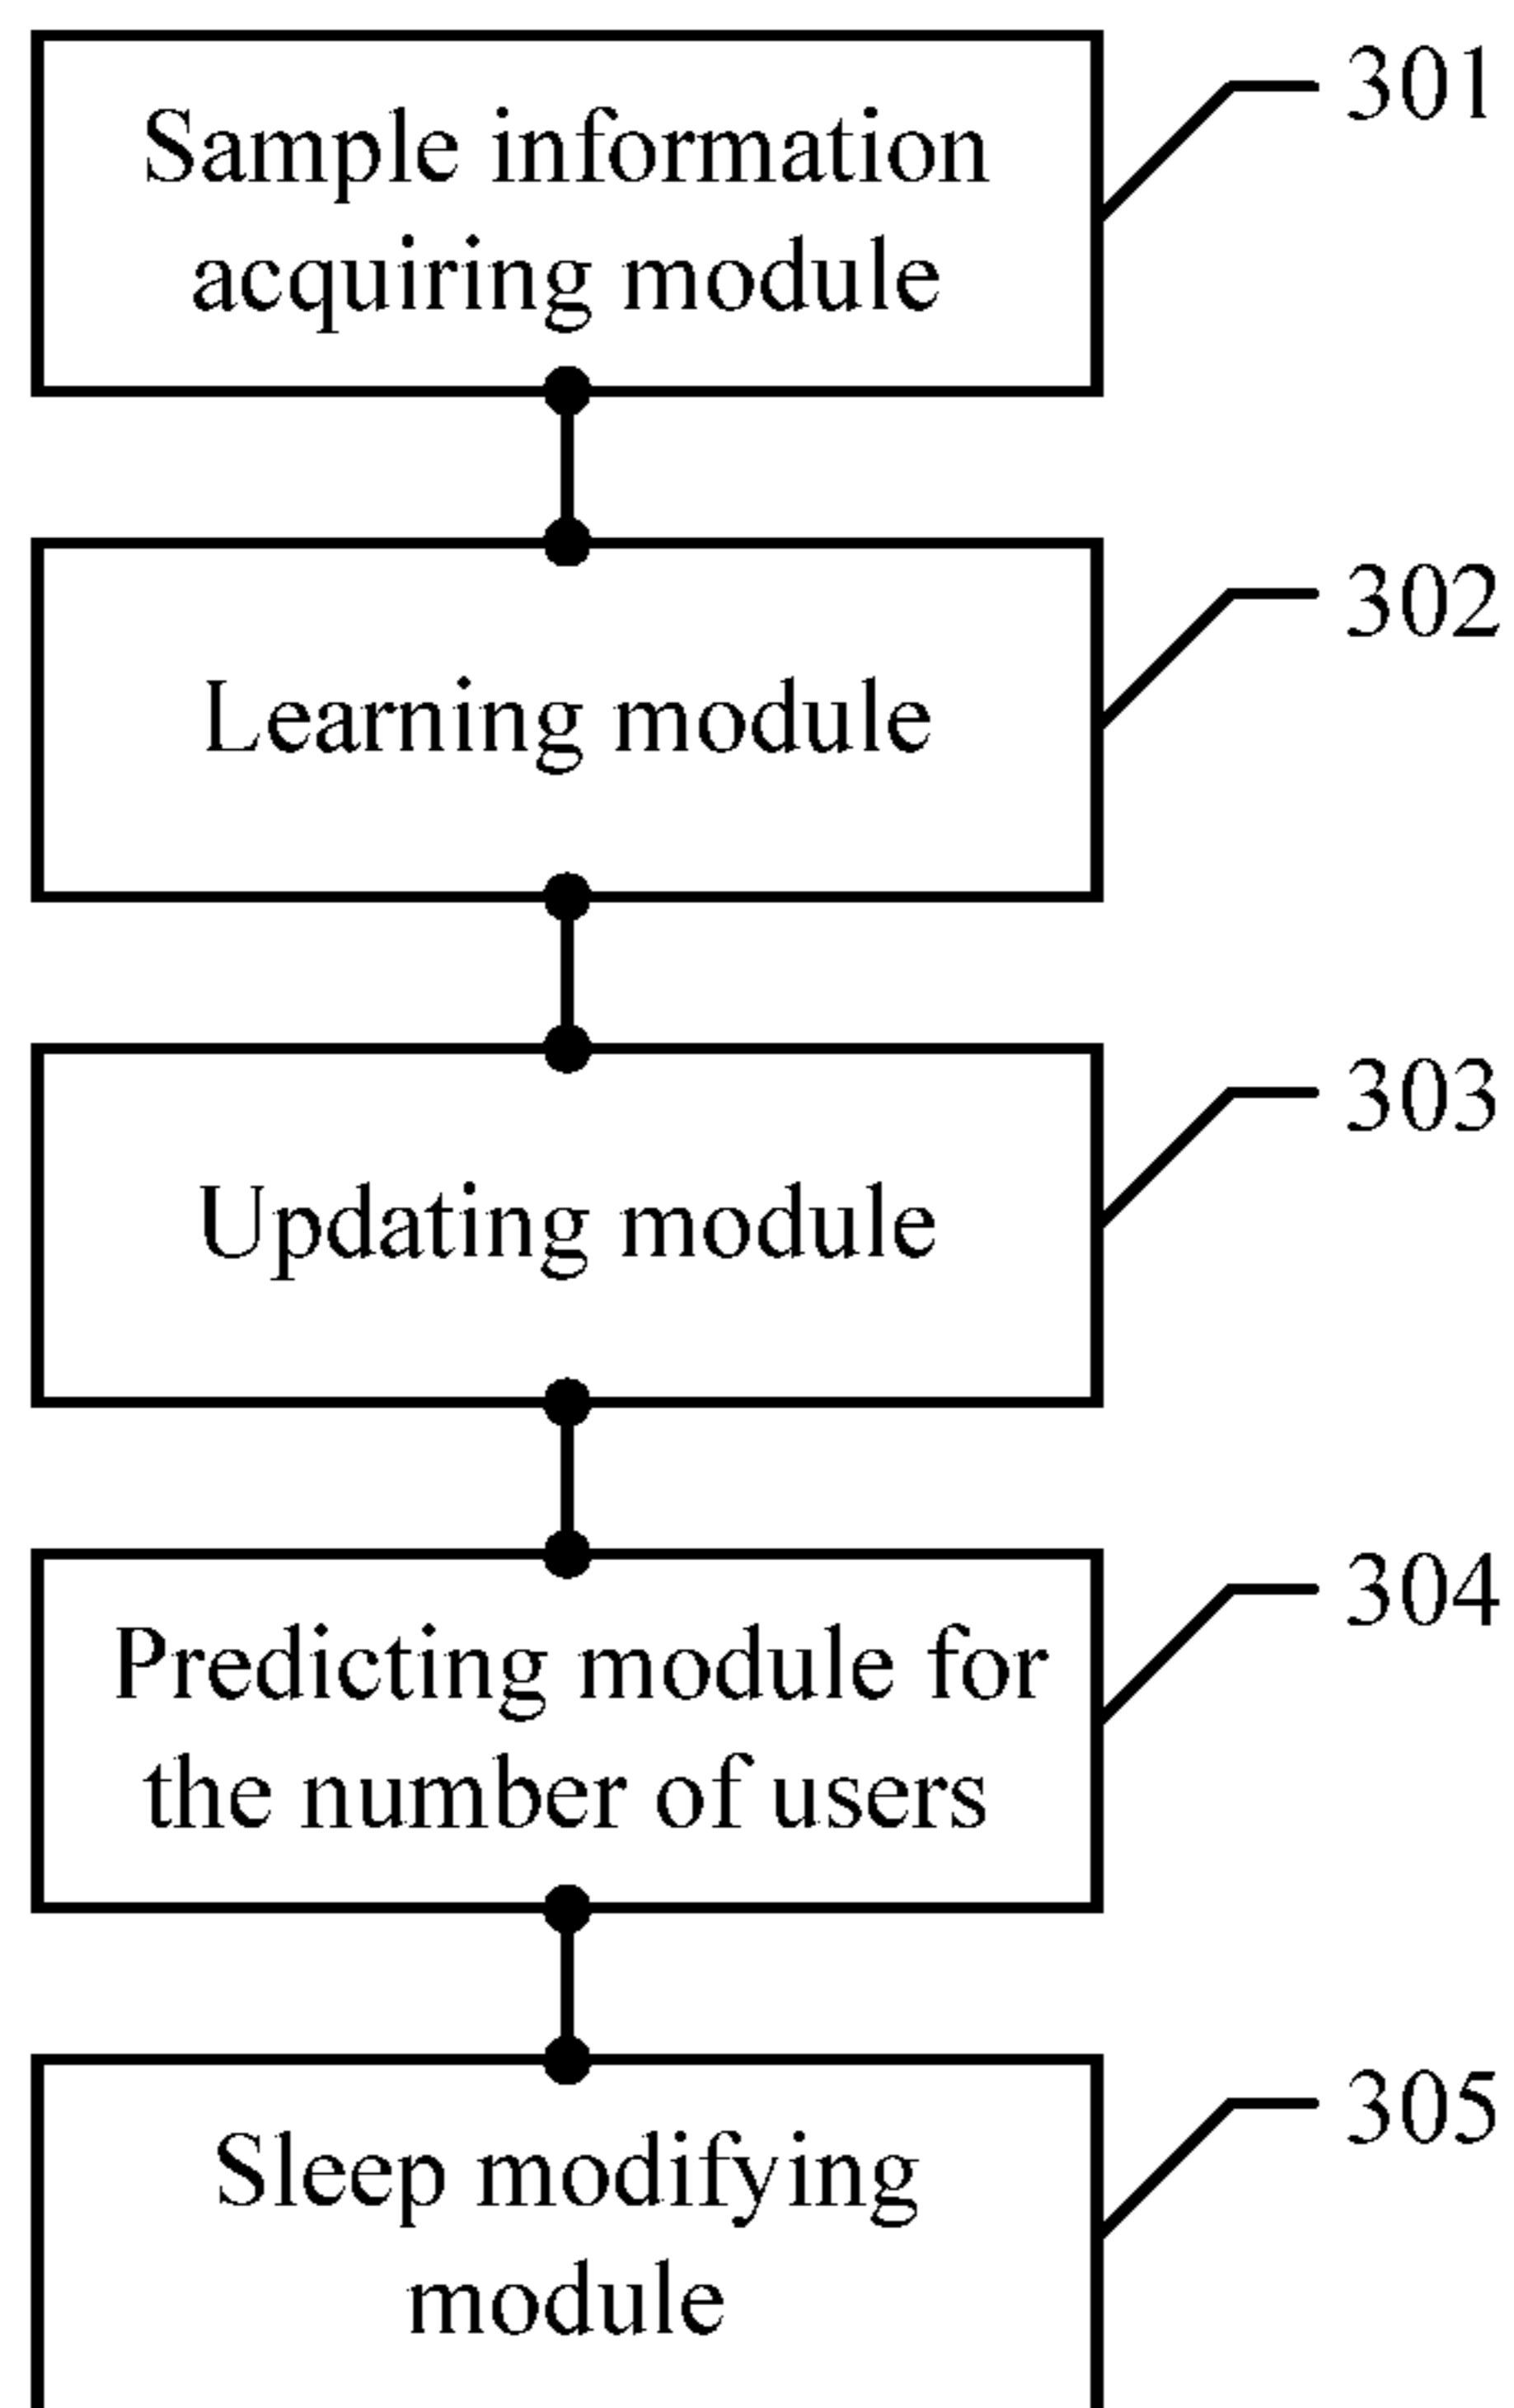 Sample information
acquiring module
301
Learning module
302
Updating module
303
Predicting module for
the number of users
304
Sleep modifying
module
305